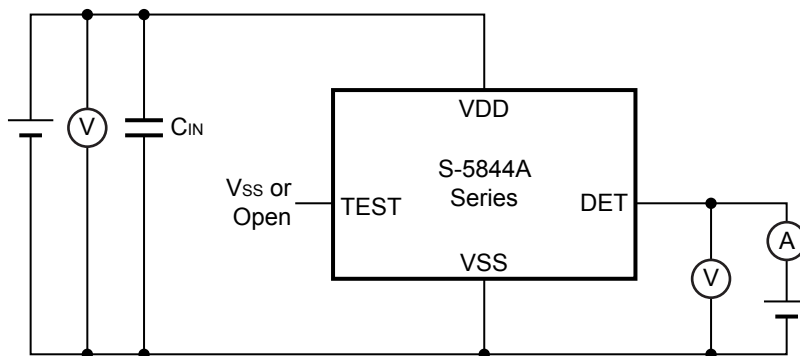 VDD
V
CIN
S-5844A
Series
VSS or
Open
TEST
DET
A
VSS
V